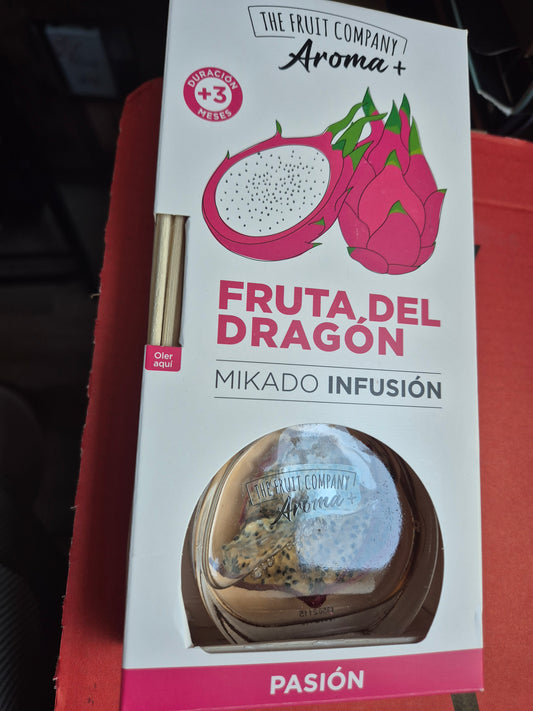 THE FRUIT COMPANY
Aroma +
DURACIÓN
+3
MESES
FRUTA DEL
DRAGÓN
Oler
aquí
MIKADO INFUSIÓN
THE FRUIT COMPANY
Aroma +
PASIÓN